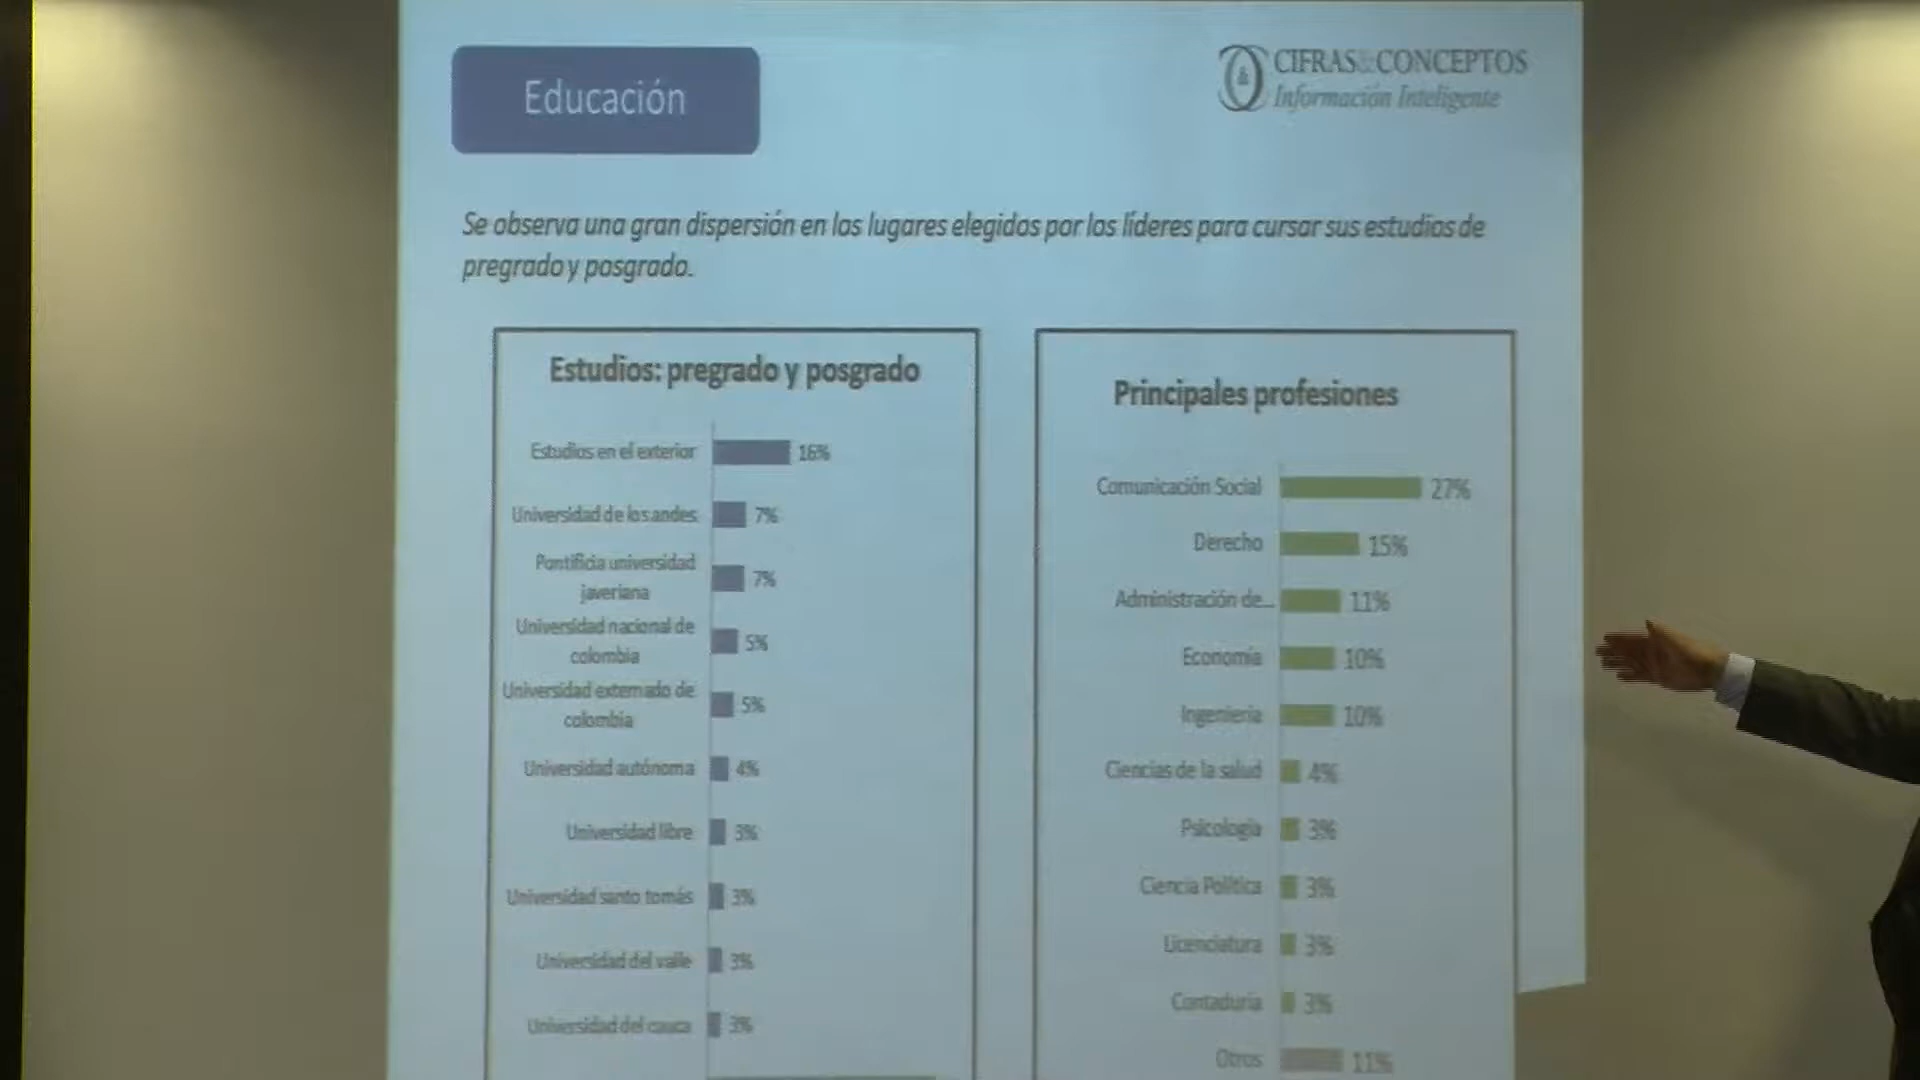 Educación
CIFRAS&CONCEPTOS
Información Inteligente
Se observa una gran dispersión en los lugares elegidos por los líderes para cursar sus estudios de
pregrado y posgrado.
Estudios: pregrado y posgrado
Estudios en el exterior 16%
Universidad de los andes 7%
Pontificia universidad
javeriana 7%
Universidad nacional de
colombia 5%
Universidad externado de
colombia 5%
Universidad autónoma 4%
Universidad libre 3%
Universidad santo tomás 3%
Universidad del valle 3%
Universidad del cauca 3%
Principales profesiones
Comunicación Social 27%
Derecho 15%
Administración de... 11%
Economía 10%
Ingeniería 10%
Ciencias de la salud 4%
Psicología 3%
Ciencia Política 3%
Licenciatura 3%
Contaduría 3%
Otros 11%